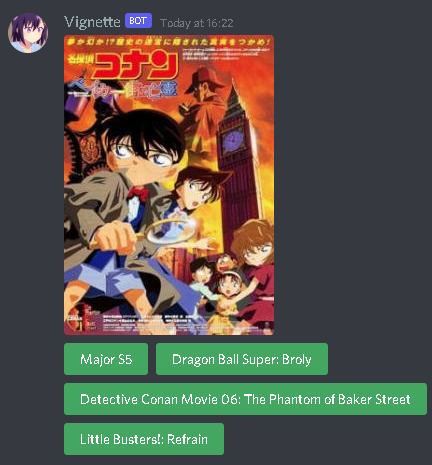 Vignette BOT Today at 16:22
夢か幻か!?歴史の迷宮に隠された真実をつかめ!
名探偵
コナン
ベイカー街の亡霊
Major S5 Dragon Ball Super: Broly
Detective Conan Movie 06: The Phantom of Baker Street
Little Busters!: Refrain